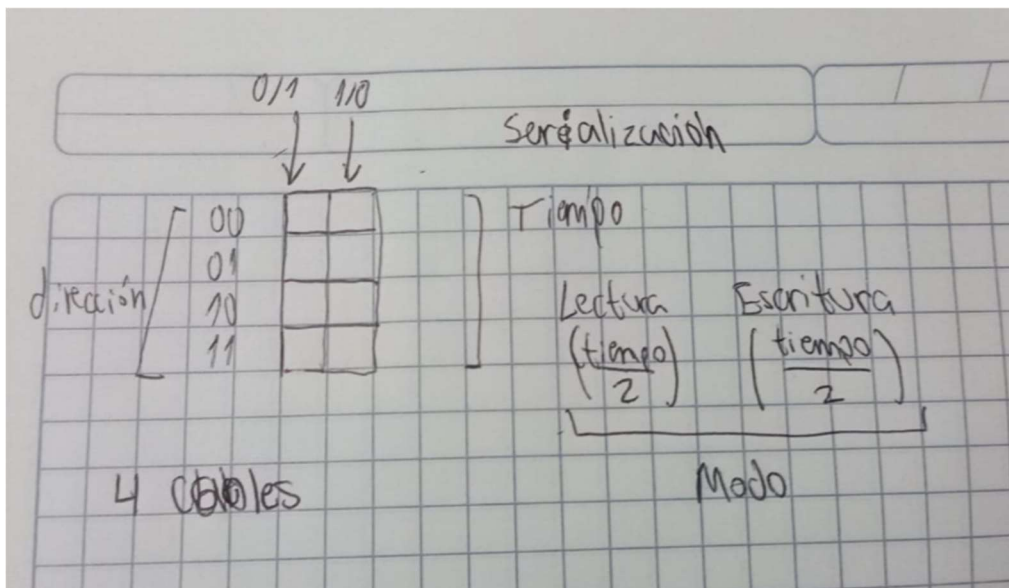 0/1 1/0
Serialización
00 Tiempo
01
dirección 10 Lectura Escritura
11 (tiempo/2) (tiempo/2)
4 cables Modo